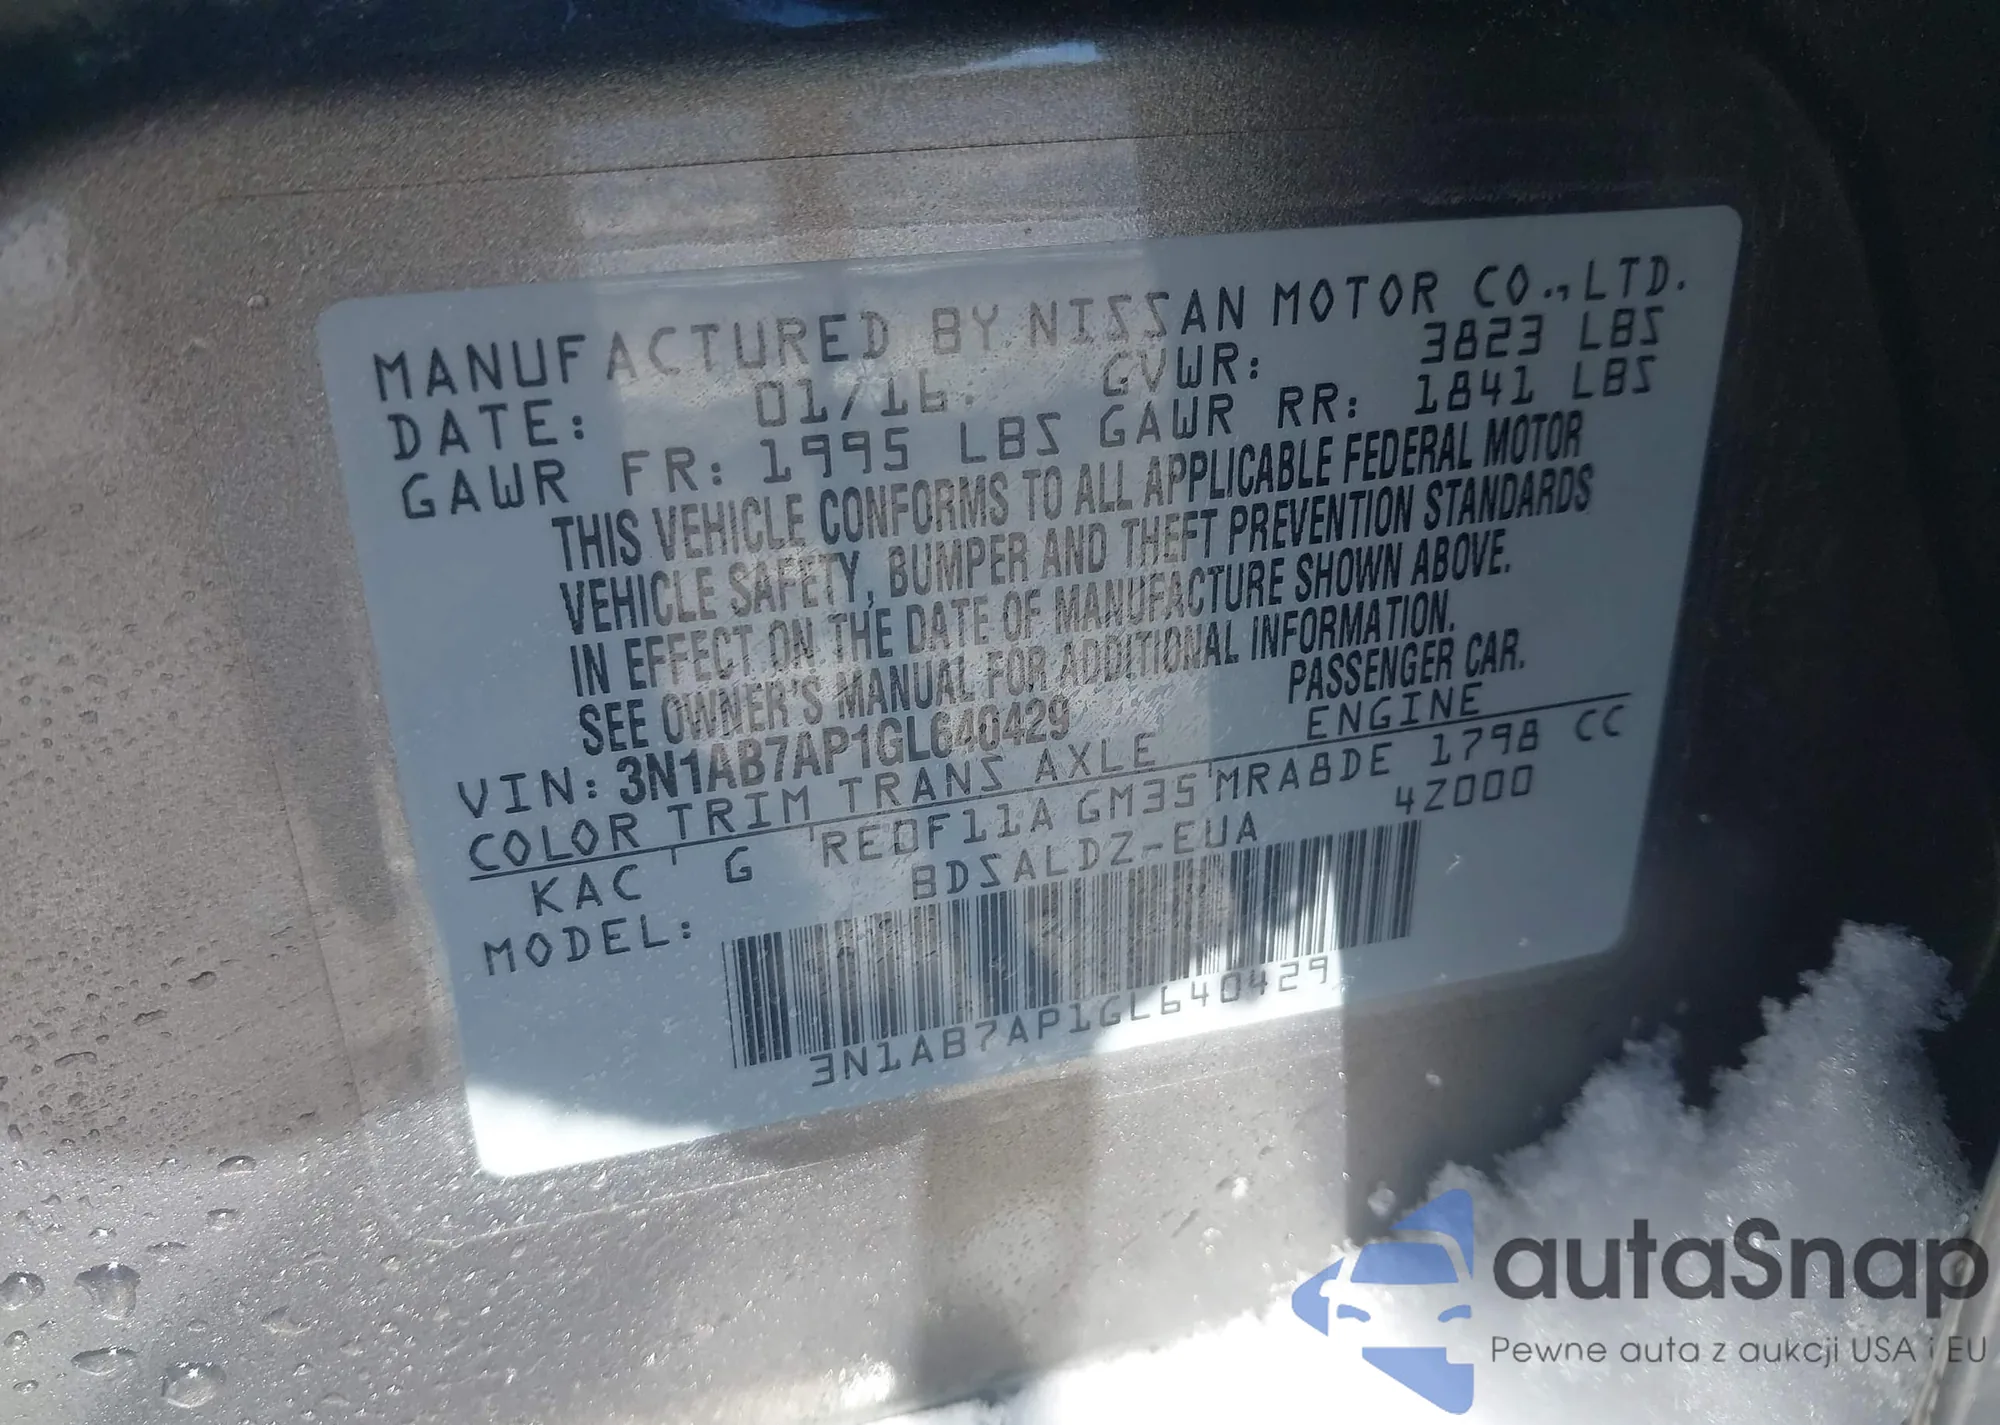 MANUFACTURED BY NISSAN MOTOR CO., LTD.
DATE: 01/16. GVWR: 3823 LBS
GAWR FR: 1995 LBS GAWR RR: 1841 LBS
THIS VEHICLE CONFORMS TO ALL APPLICABLE FEDERAL MOTOR
VEHICLE SAFETY, BUMPER AND THEFT PREVENTION STANDARDS
IN EFFECT ON THE DATE OF MANUFACTURE SHOWN ABOVE.
SEE OWNER'S MANUAL FOR ADDITIONAL INFORMATION.
VIN: 3N1AB7AP1GL640429 PASSENGER CAR.
COLOR TRIM TRANS AXLE ENGINE
KAC G RE0F11A GM35 MRA8DE 1798 CC
MODEL: BDSALDZ-EUA 4Z000
3N1AB7AP1GL640429
autaSnap
Pewne auta z aukcji USA i EU